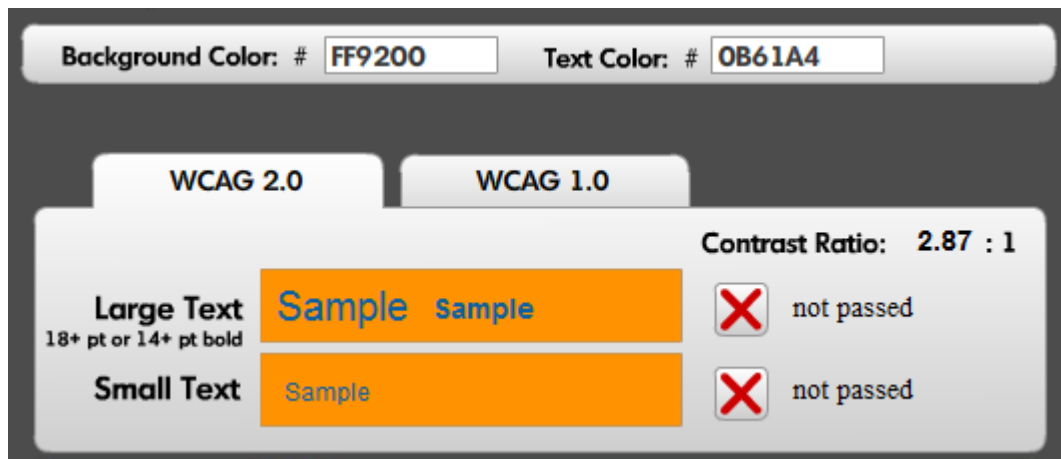 Background Color: # FF9200 Text Color: # 0B61A4
WCAG 2.0 WCAG 1.0
Contrast Ratio: 2.87 : 1
Large Text Sample Sample not passed
18+ pt or 14+ pt bold
Small Text Sample not passed